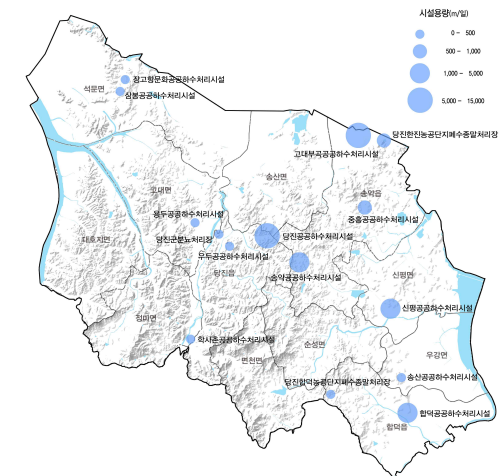 시설용량(m/일)
0 - 500
500 - 1,000
1,000 - 5,000
5,000 - 15,000
장고항문화공공하수처리시설
석문면
삼봉공공하수처리시설
당진한진농공단지폐수종말처리장
고대부곡공공하수처리시설
송산면
고대면
송악읍
용두공공하수처리시설
중흥공공하수처리시설
대호지면
당진군분뇨처리장
당진공공하수처리시설
우두공공하수처리시설
당진읍
송악공공하수처리시설
신평면
신평공공하수처리시설
정미면
학사촌공공하수처리시설
순성면
면천면
우강면
당진합덕농공단지폐수종말처리장
송산공공하수처리시설
합덕공공하수처리시설
합덕읍